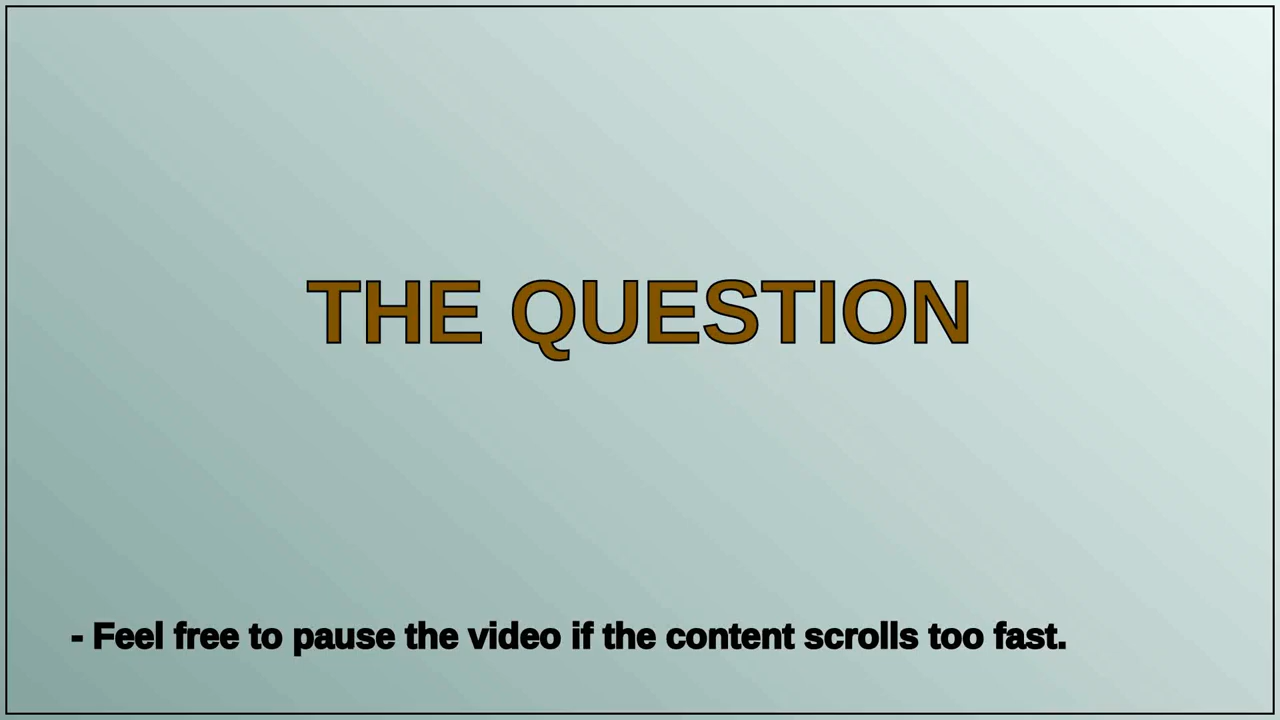 THE QUESTION
- Feel free to pause the video if the content scrolls too fast.